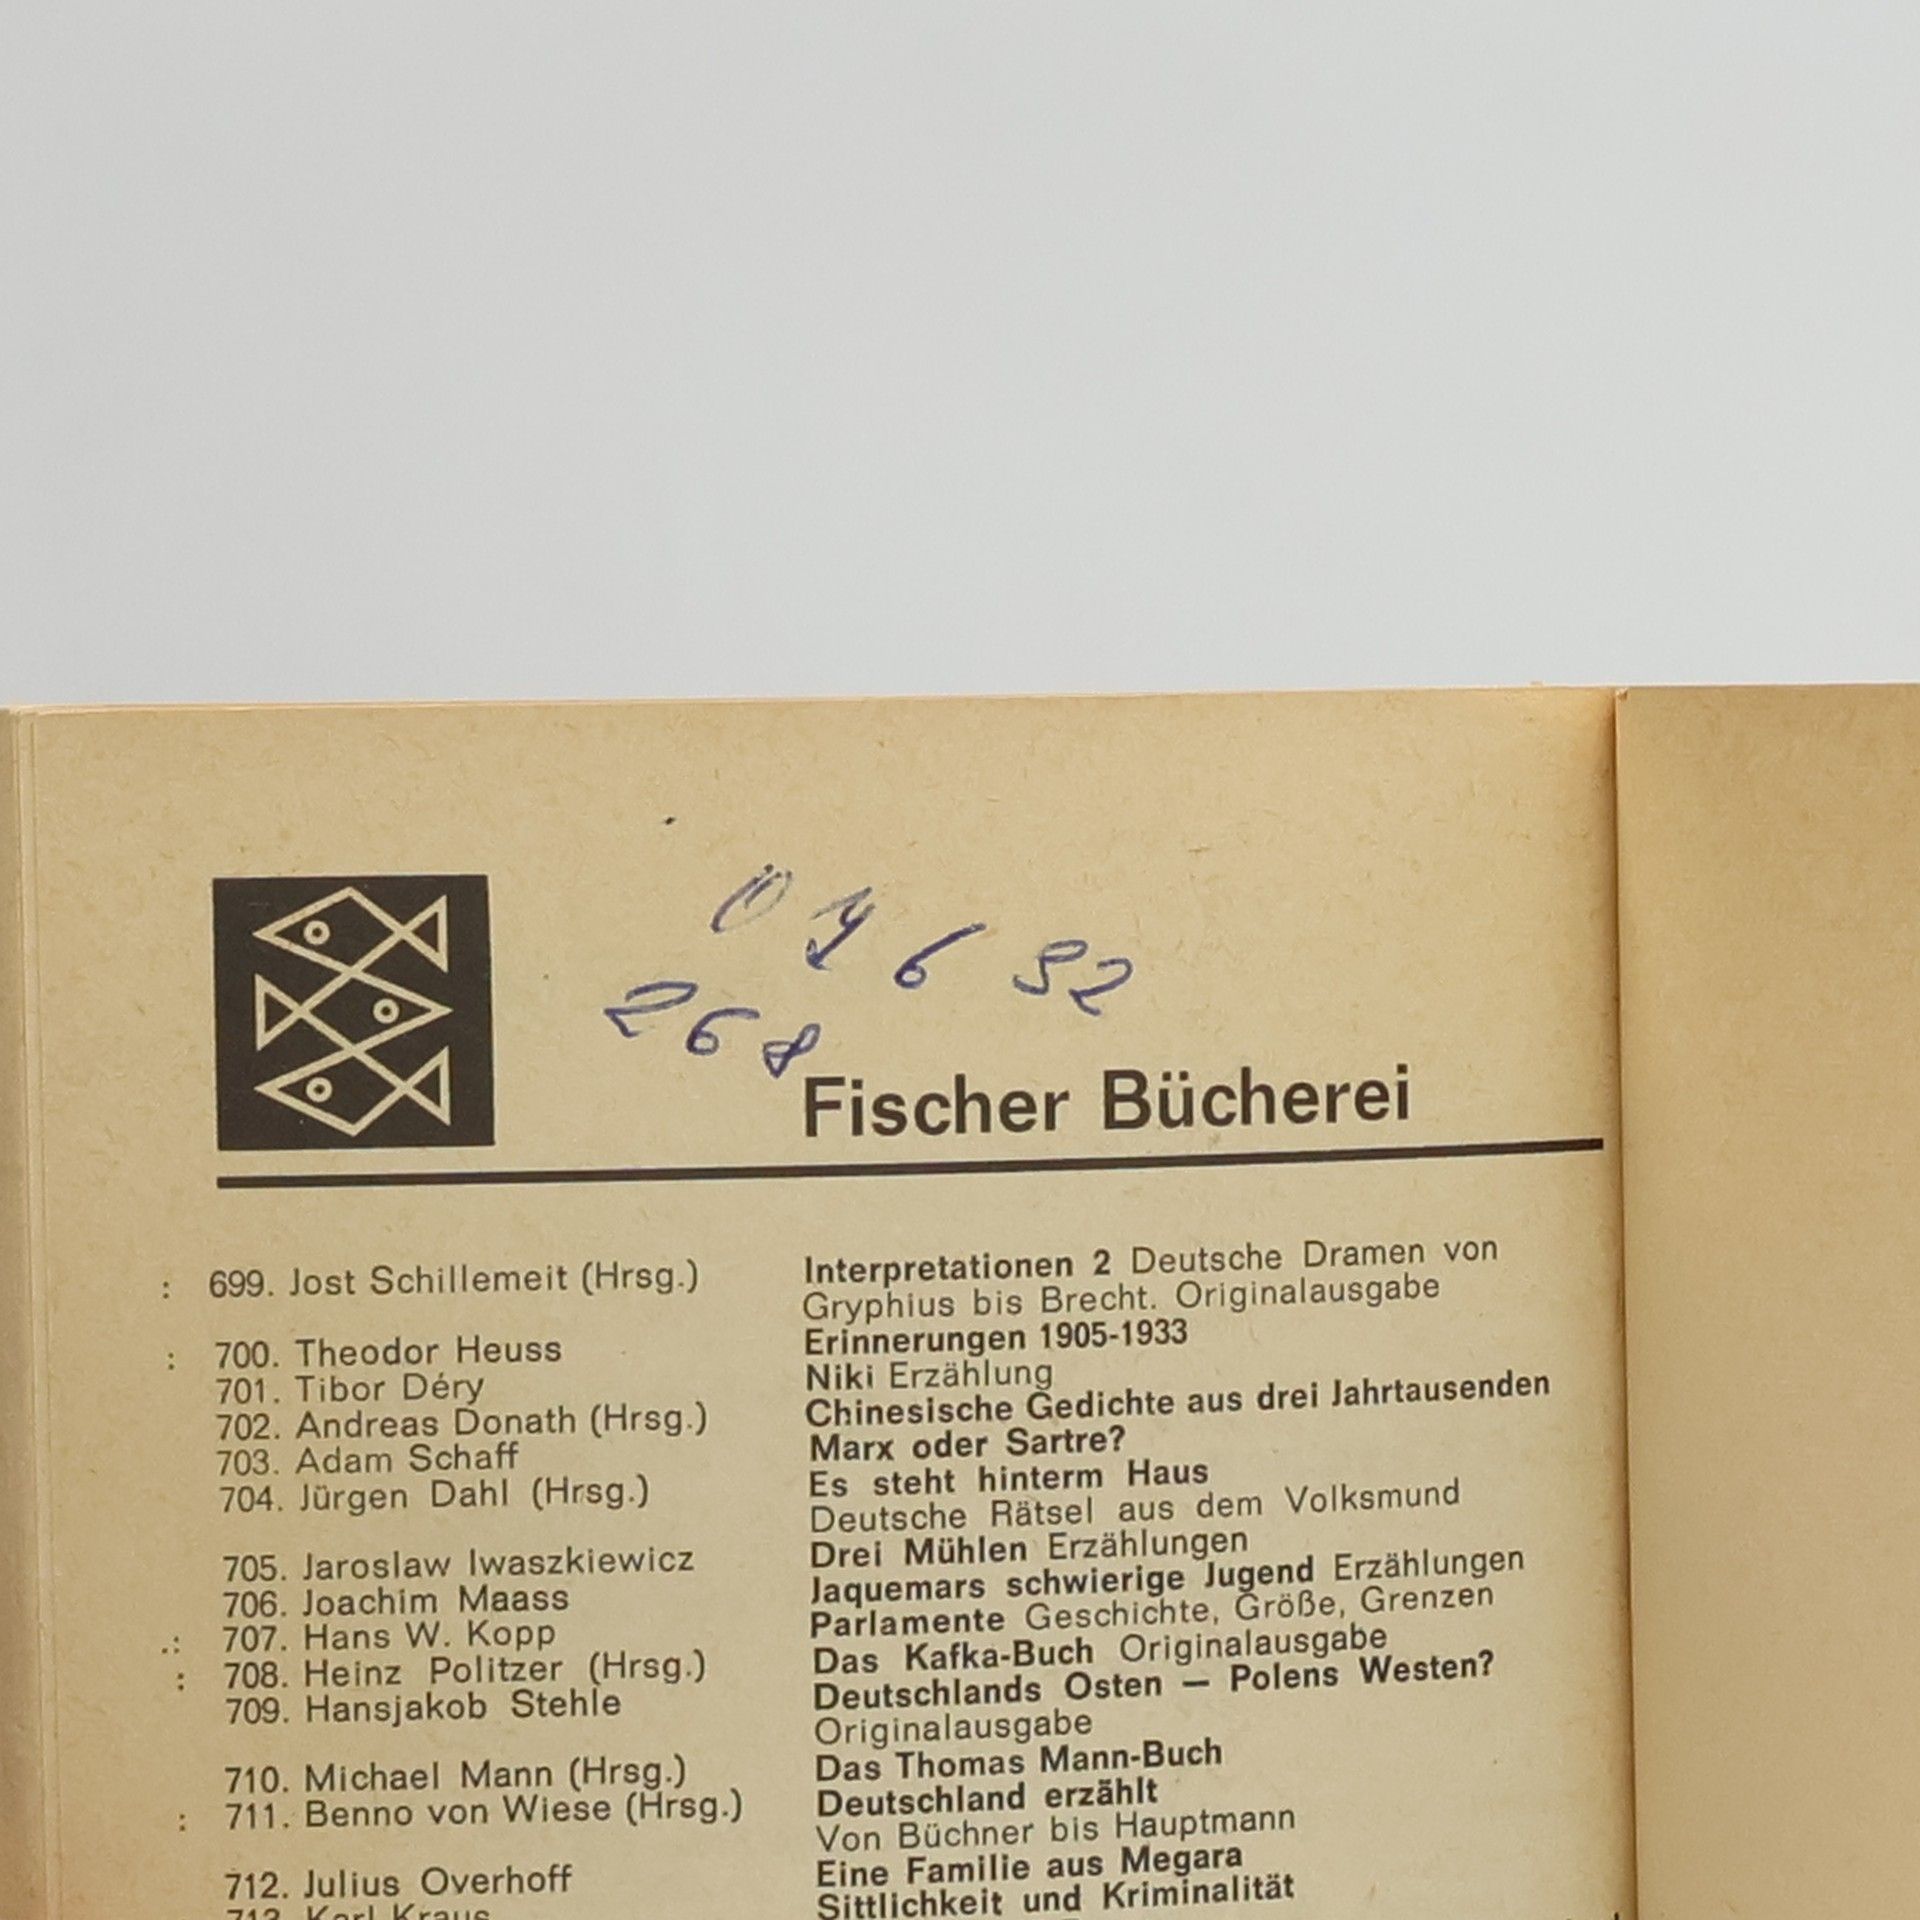 07692
268
Fischer Bücherei
: 699. Jost Schillemeit (Hrsg.) Interpretationen 2 Deutsche Dramen von
Gryphius bis Brecht. Originalausgabe
: 700. Theodor Heuss Erinnerungen 1905-1933
701. Tibor Déry Niki Erzählung
702. Andreas Donath (Hrsg.) Chinesische Gedichte aus drei Jahrtausenden
703. Adam Schaff Marx oder Sartre?
704. Jürgen Dahl (Hrsg.) Es steht hinterm Haus
Deutsche Rätsel aus dem Volksmund
705. Jaroslaw Iwaszkiewicz Drei Mühlen Erzählungen
706. Joachim Maass Jaquemars schwierige Jugend Erzählungen
.: 707. Hans W. Kopp Parlamente Geschichte, Größe, Grenzen
: 708. Heinz Politzer (Hrsg.) Das Kafka-Buch Originalausgabe
709. Hansjakob Stehle Deutschlands Osten — Polens Westen?
Originalausgabe
710. Michael Mann (Hrsg.) Das Thomas Mann-Buch
: 711. Benno von Wiese (Hrsg.) Deutschland erzählt
Von Büchner bis Hauptmann
712. Julius Overhoff Eine Familie aus Megara
713. Karl Kraus Sittlichkeit und Kriminalität